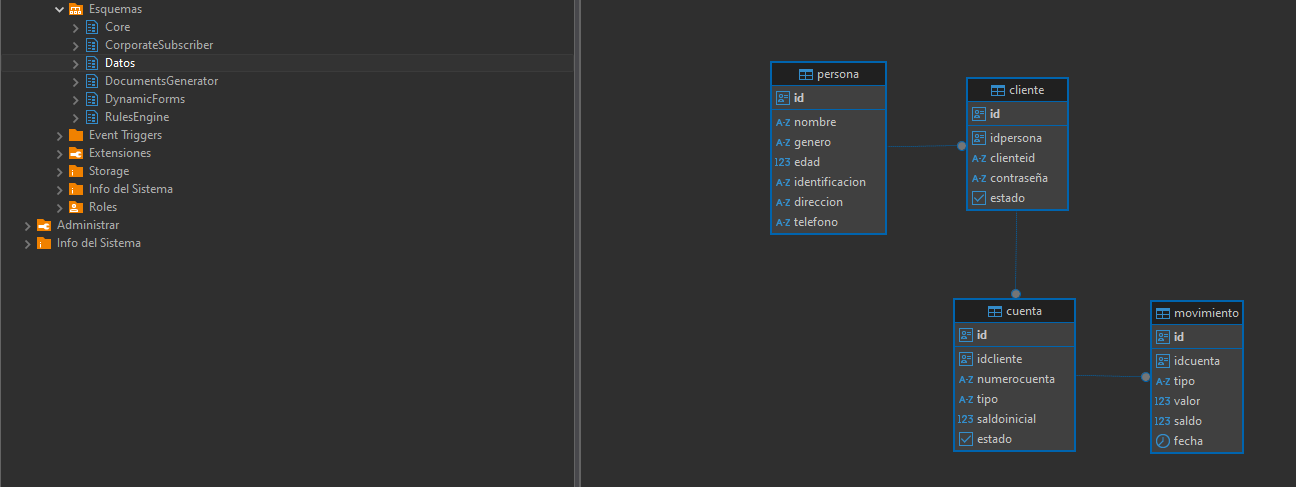 Esquemas
Core
CorporateSubscriber
Datos
DocumentsGenerator
DynamicForms
RulesEngine
Event Triggers
Extensiones
Storage
Info del Sistema
Roles
Administrar
Info del Sistema
persona
id
A-Z nombre
A-Z genero
123 edad
A-Z identificacion
A-Z direccion
A-Z telefono
cliente
id
idpersona
A-Z clienteid
A-Z contraseña
estado
cuenta
id
idcliente
A-Z numerocuenta
A-Z tipo
123 saldoinicial
estado
movimiento
id
idcuenta
A-Z tipo
123 valor
123 saldo
fecha